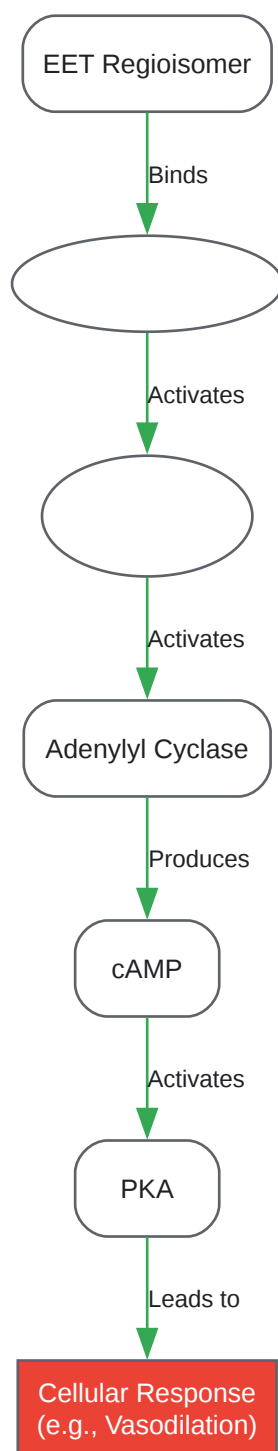 EET Regioisomer
Binds
Activates
Activates
Adenylyl Cyclase
Produces
cAMP
Activates
PKA
Leads to
Cellular Response
(e.g., Vasodilation)